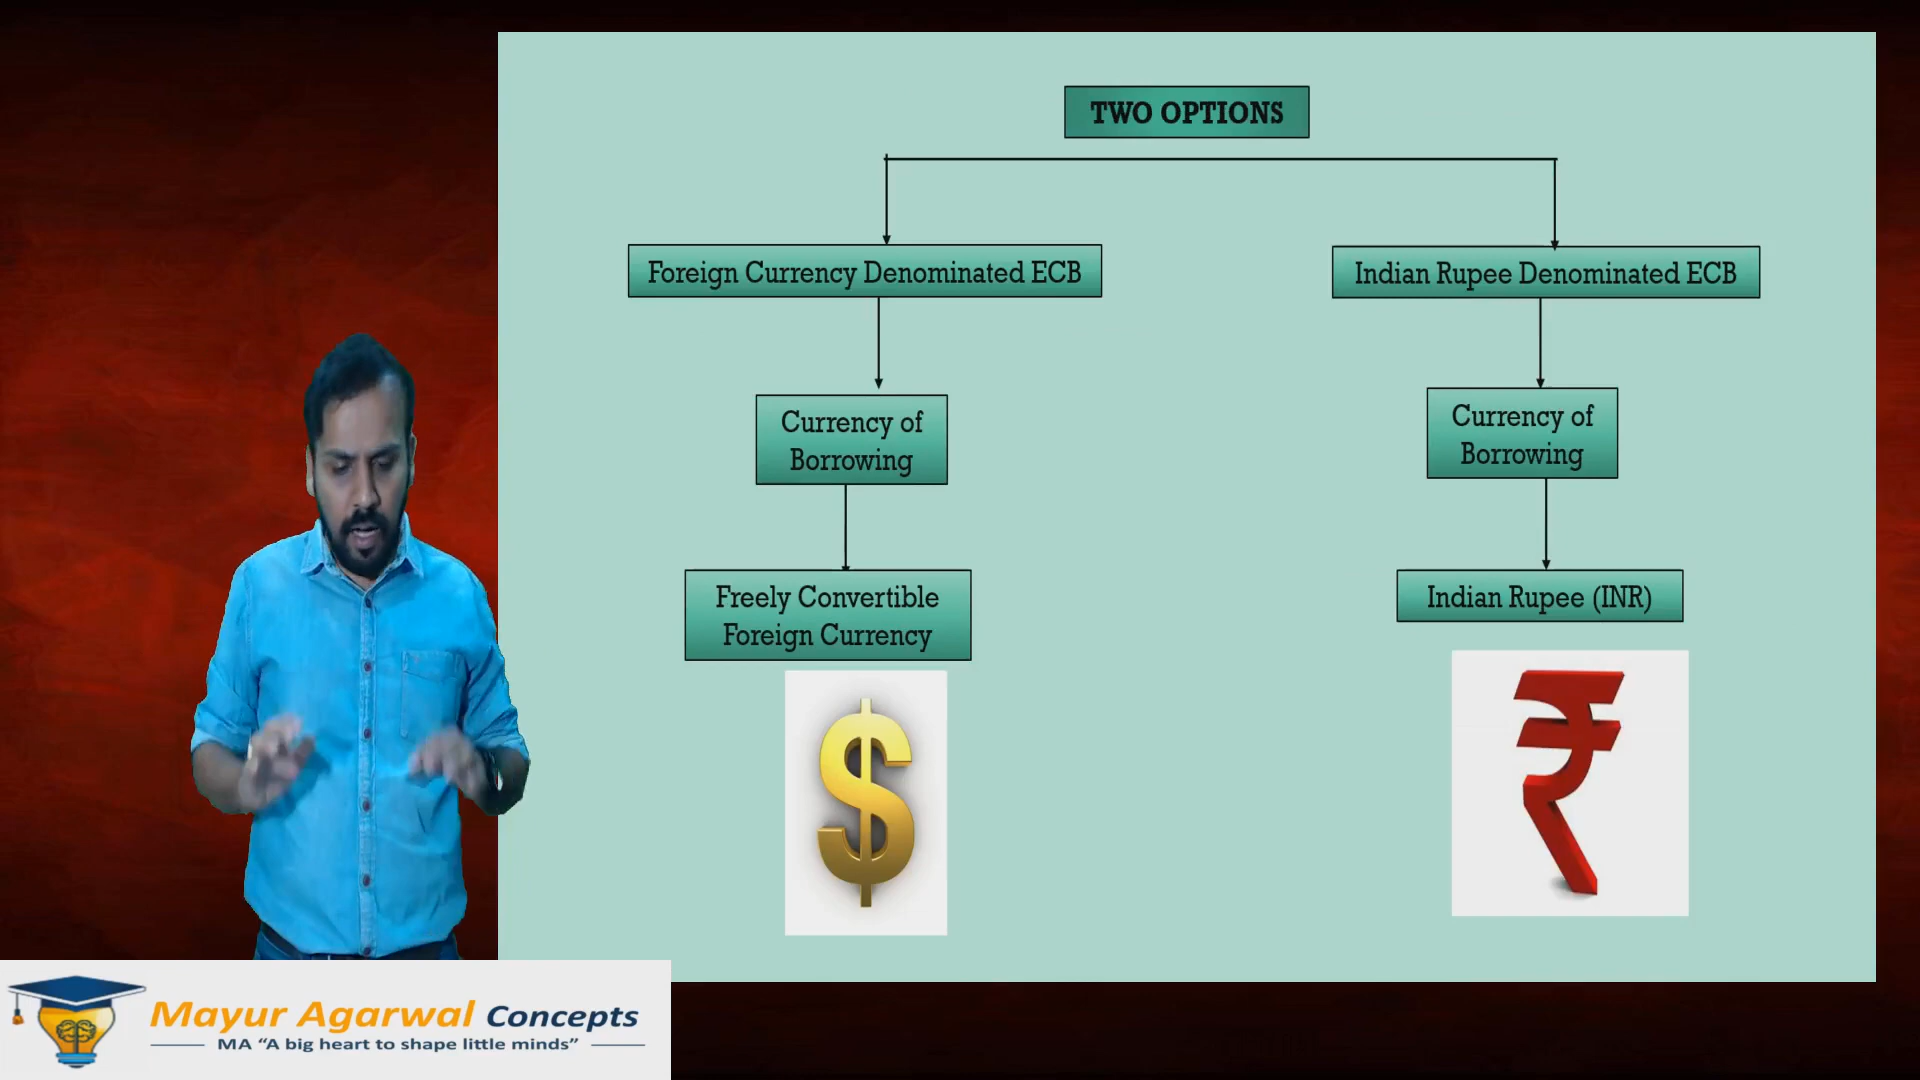 TWO OPTIONS
Foreign Currency Denominated ECB
Indian Rupee Denominated ECB
Currency of
Borrowing
Currency of
Borrowing
Freely Convertible
Foreign Currency
Indian Rupee (INR)
Mayur Agarwal Concepts
MA “A big heart to shape little minds”